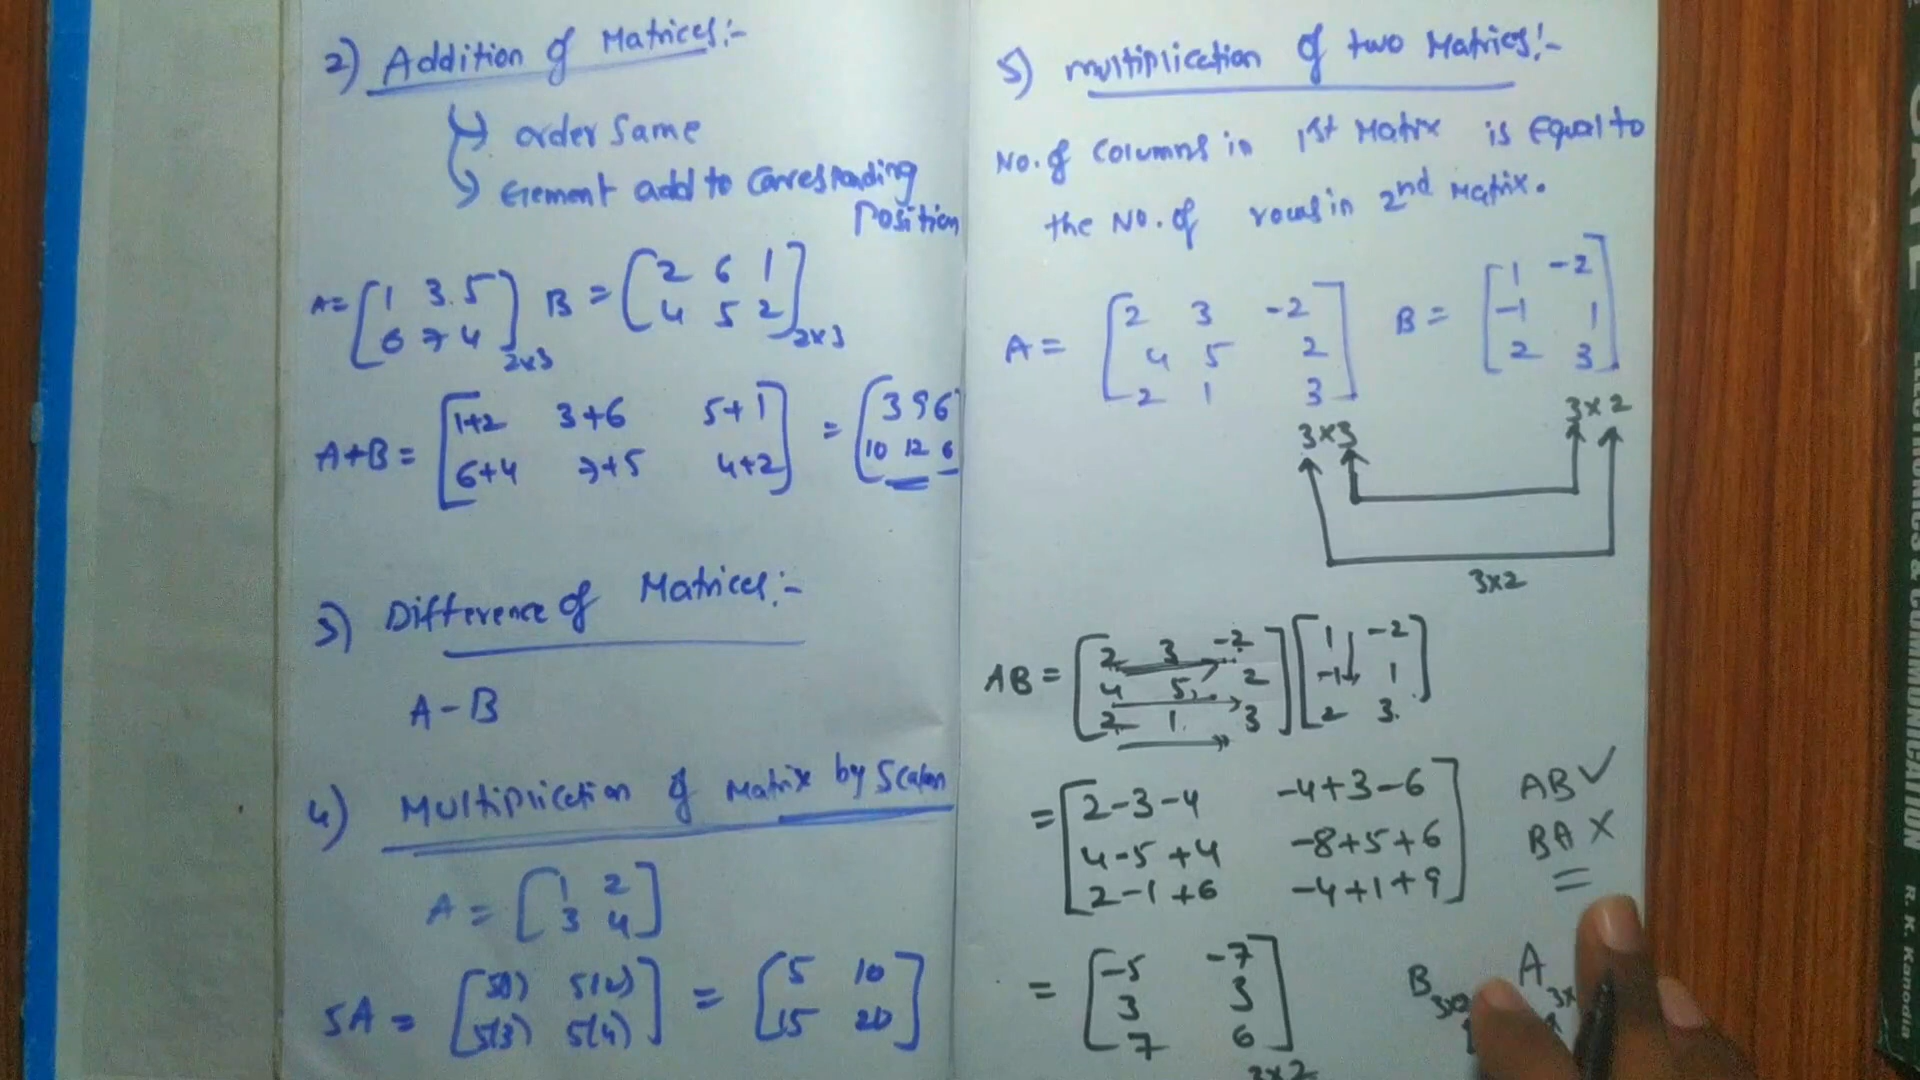 2) Addition of Matrices:-
order same
Element add to corresponding
Position
A= [1 3 5
6 7 4] 2x3 B = [2 6 1
4 5 2] 2x3
A+B = [1+2 3+6 5+1
6+4 7+5 4+2] = [3 9 6
10 12 6
3) Difference of Matrices:-
A-B
4) Multiplication of Matrix by Scalar
A = [1 2
3 4]
5A = [5(1) 5(2)
5(3) 5(4)] = [5 10
15 20]
5) multiplication of two Matrices:-
No. of Columns in 1st Matrix is Equal to
the No. of rows in 2nd Matrix.
A = [2 3 -2
4 5 2
2 1 3] B = [1 -2
-1 1
2 3]
3x3 3x2
3x2
AB = [2 3 -2
4 5 2
2 1 3] [1 -2
-1 1
2 3]
= [2-3-4 -4+3-6
4-5+4 -8+5+6
2-1+6 -4+1+9]
AB ✓
BA X
= [-5 -7
3 3
7 6] 3x2
B A
ELECTRONICS & COMMUNICATION
R. K. Kanodia